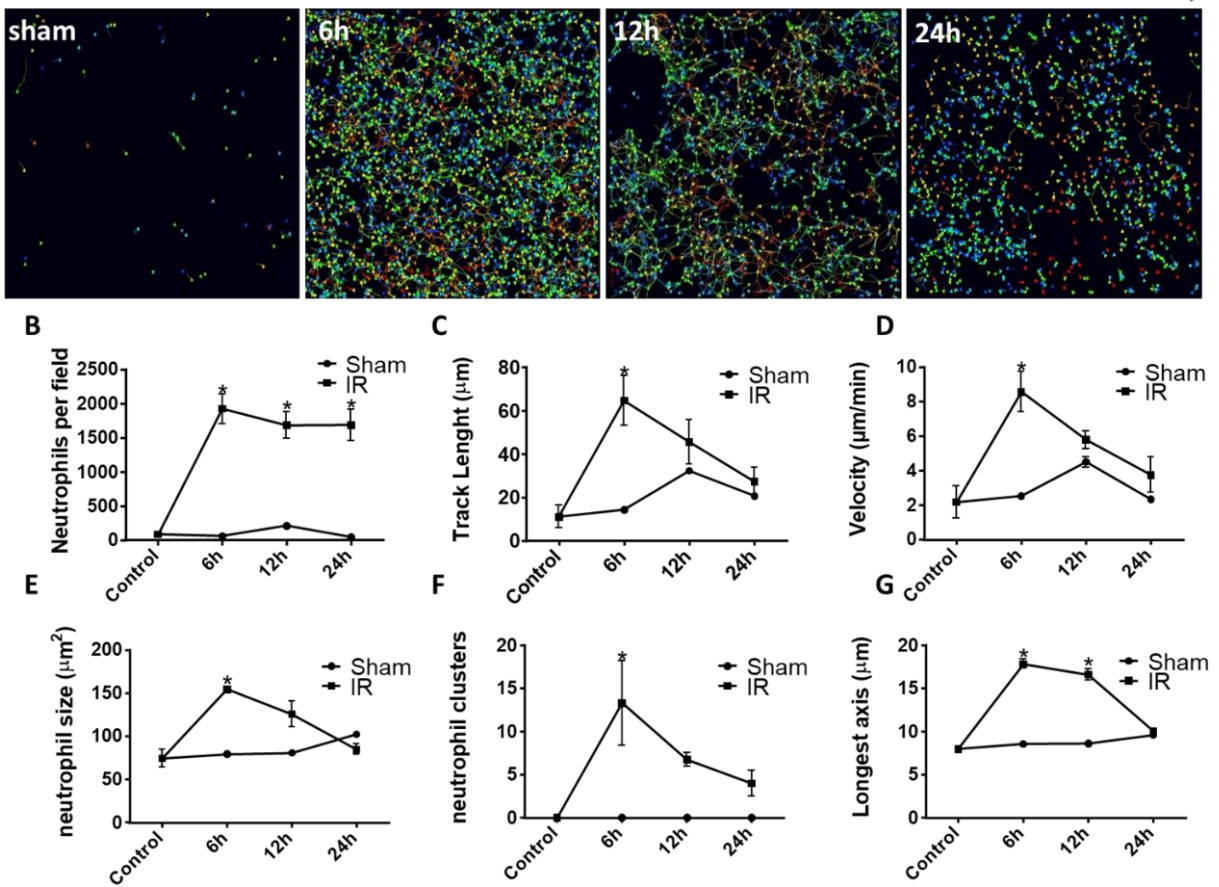 sham
6h
12h
24h
B
Neutrophils per field
2500
2000
1500
1000
500
0
Control
6h
12h
24h
Sham
IR
*
*
*
C
Track Lenght (μm)
80
60
40
20
0
Control
6h
12h
24h
Sham
IR
*
D
Velocity (μm/min)
10
8
6
4
2
0
Control
6h
12h
24h
Sham
IR
*
E
neutrophil size (μm²)
200
150
100
50
0
Control
6h
12h
24h
Sham
IR
*
F
neutrophil clusters
20
15
10
5
0
Control
6h
12h
24h
Sham
IR
*
G
Longest axis (μm)
20
15
10
5
0
Control
6h
12h
24h
Sham
IR
*
*